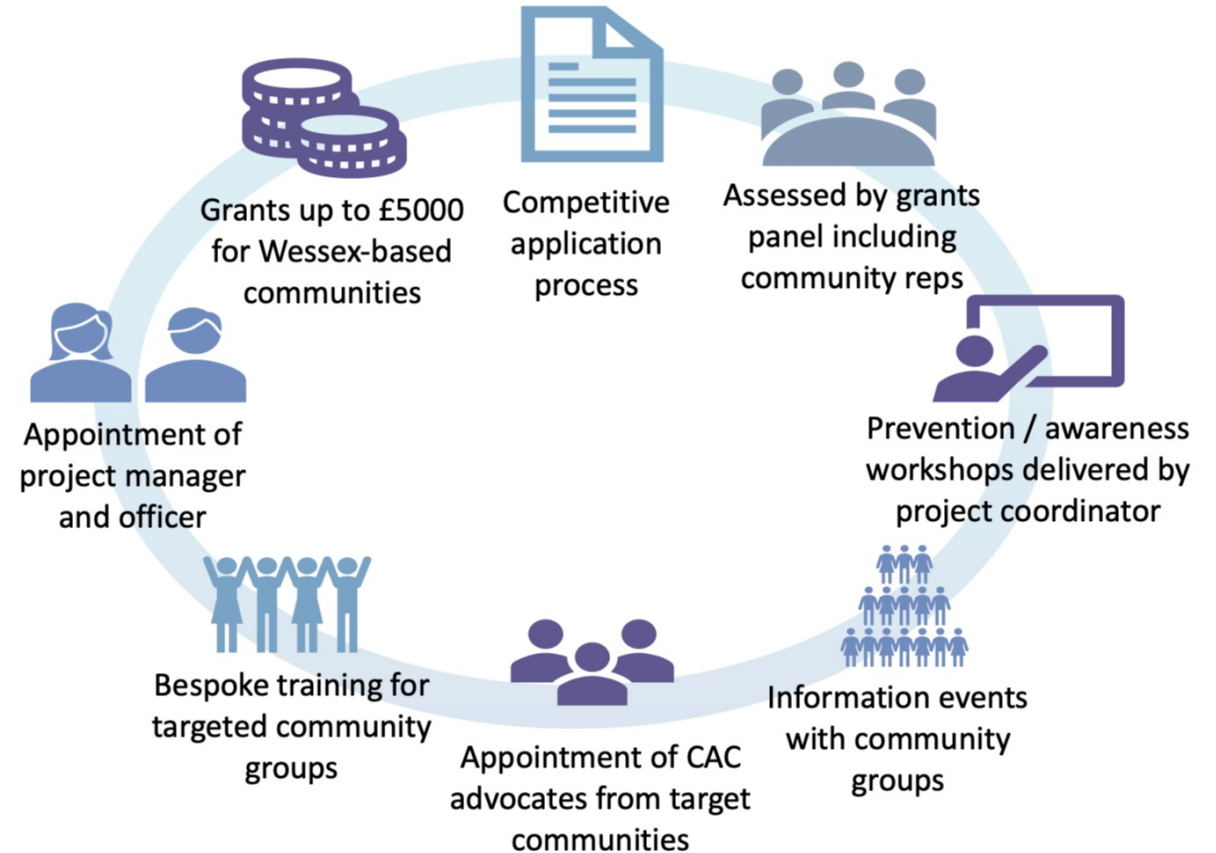 Grants up to £5000
for Wessex-based
communities
Competitive
application
process
Assessed by grants
panel including
community reps
Prevention / awareness
workshops delivered by
project coordinator
Information events
with community
groups
Appointment of CAC
advocates from target
communities
Bespoke training for
targeted community
groups
Appointment of
project manager
and officer